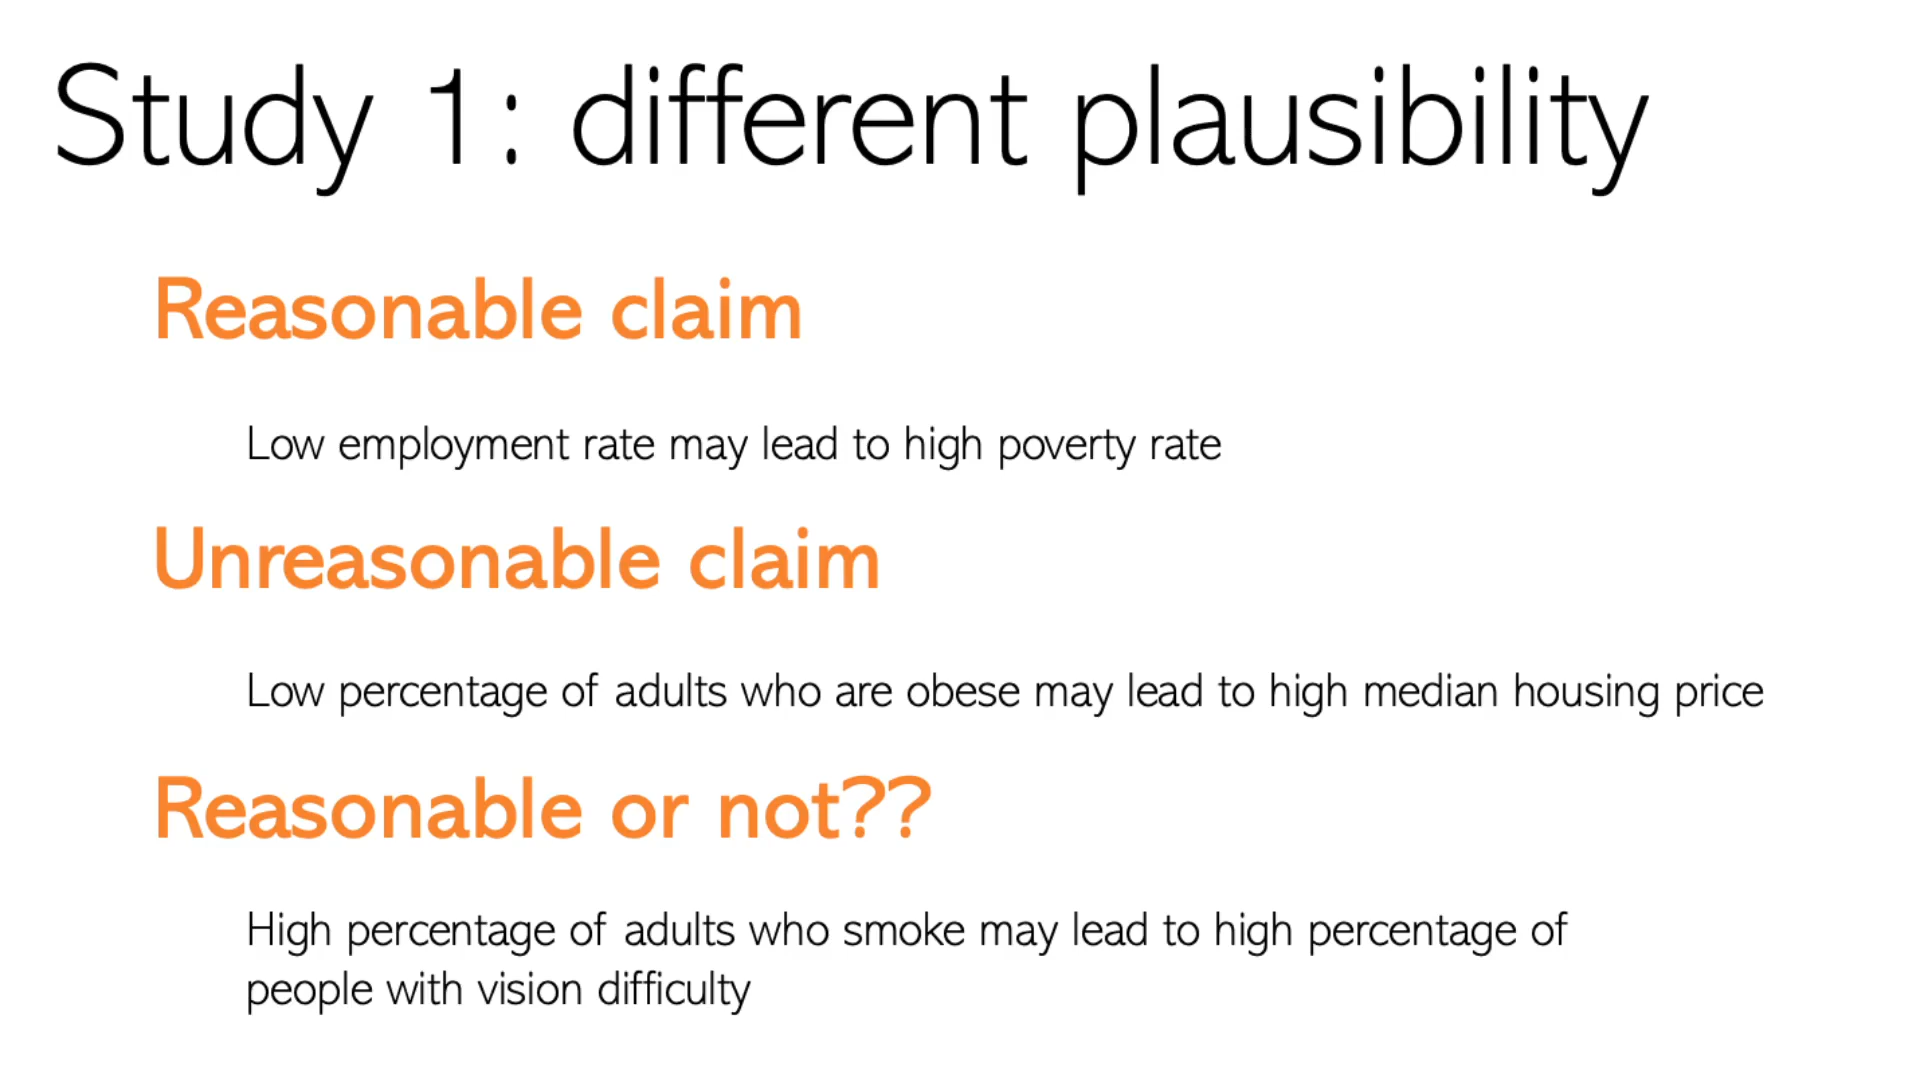 Study 1: different plausibility
Reasonable claim
Low employment rate may lead to high poverty rate
Unreasonable claim
Low percentage of adults who are obese may lead to high median housing price
Reasonable or not??
High percentage of adults who smoke may lead to high percentage of
people with vision difficulty